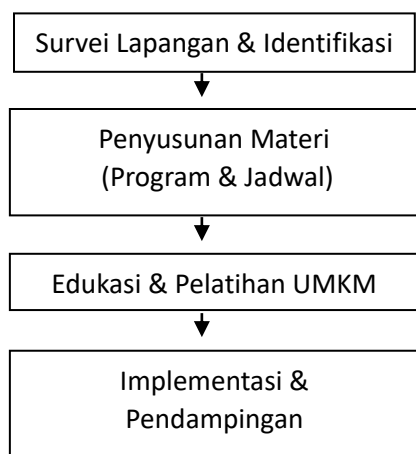 Survei Lapangan & Identifikasi
Penyusunan Materi
(Program & Jadwal)
Edukasi & Pelatihan UMKM
Implementasi &
Pendampingan